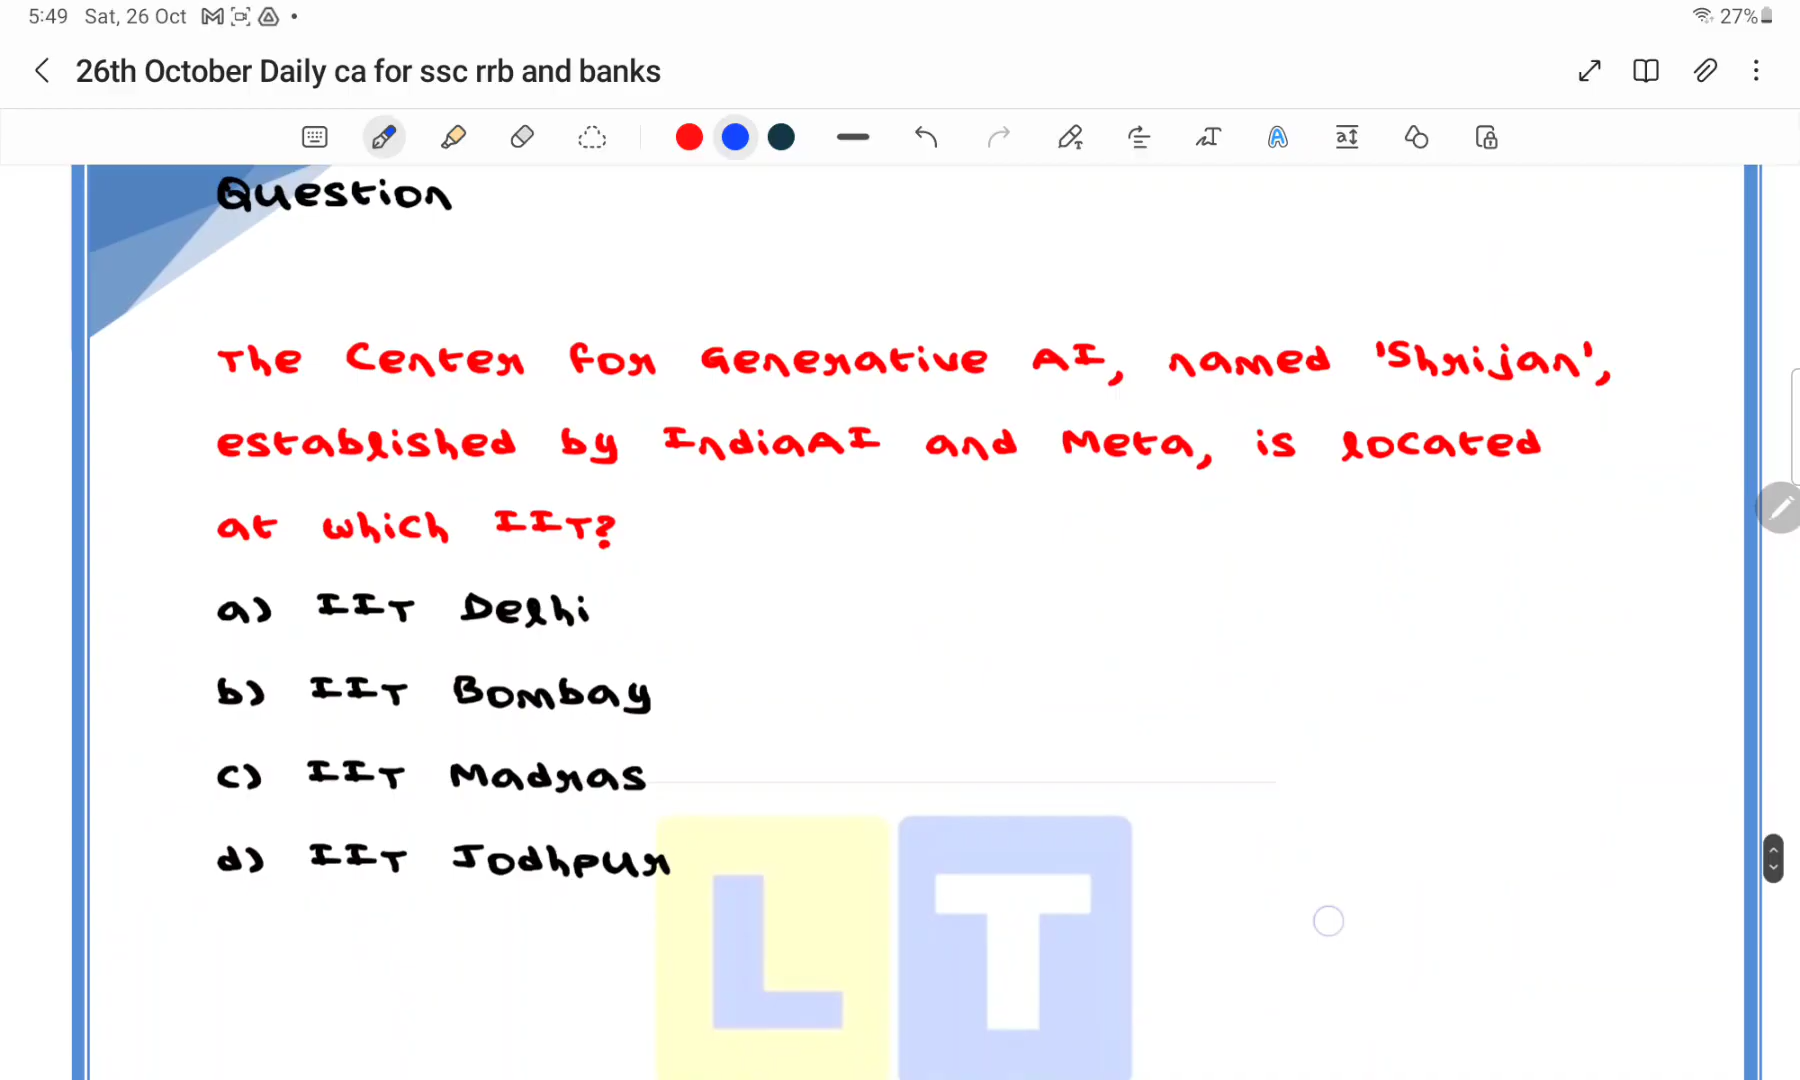 5:49 Sat, 26 Oct
27%
26th October Daily ca for ssc rrb and banks
Question
The Center for Generative AI, named 'Shrijan',
established by IndiaAI and Meta, is located
at which IIT?
a) IIT Delhi
b) IIT Bombay
c) IIT Madras
d) IIT Jodhpur
L T